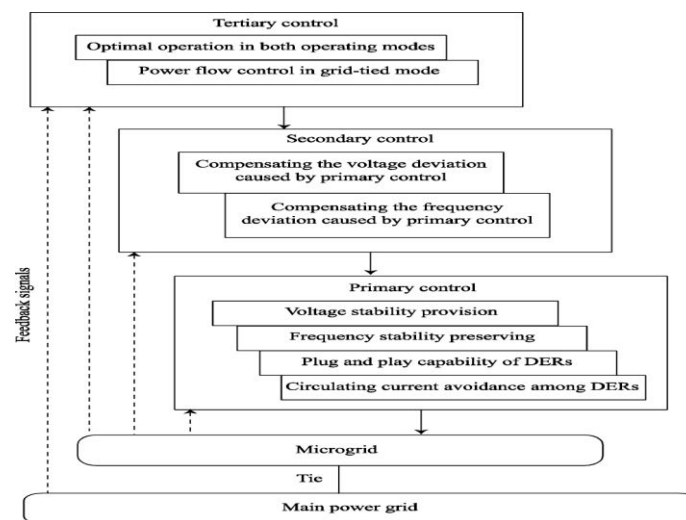 Tertiary control
Optimal operation in both operating modes
Power flow control in grid-tied mode
Secondary control
Compensating the voltage deviation
caused by primary control
Compensating the frequency
deviation caused by primary control
Primary control
Voltage stability provision
Frequency stability preserving
Plug and play capability of DERs
Circulating current avoidance among DERs
Feedback signals
Microgrid
Tie
Main power grid